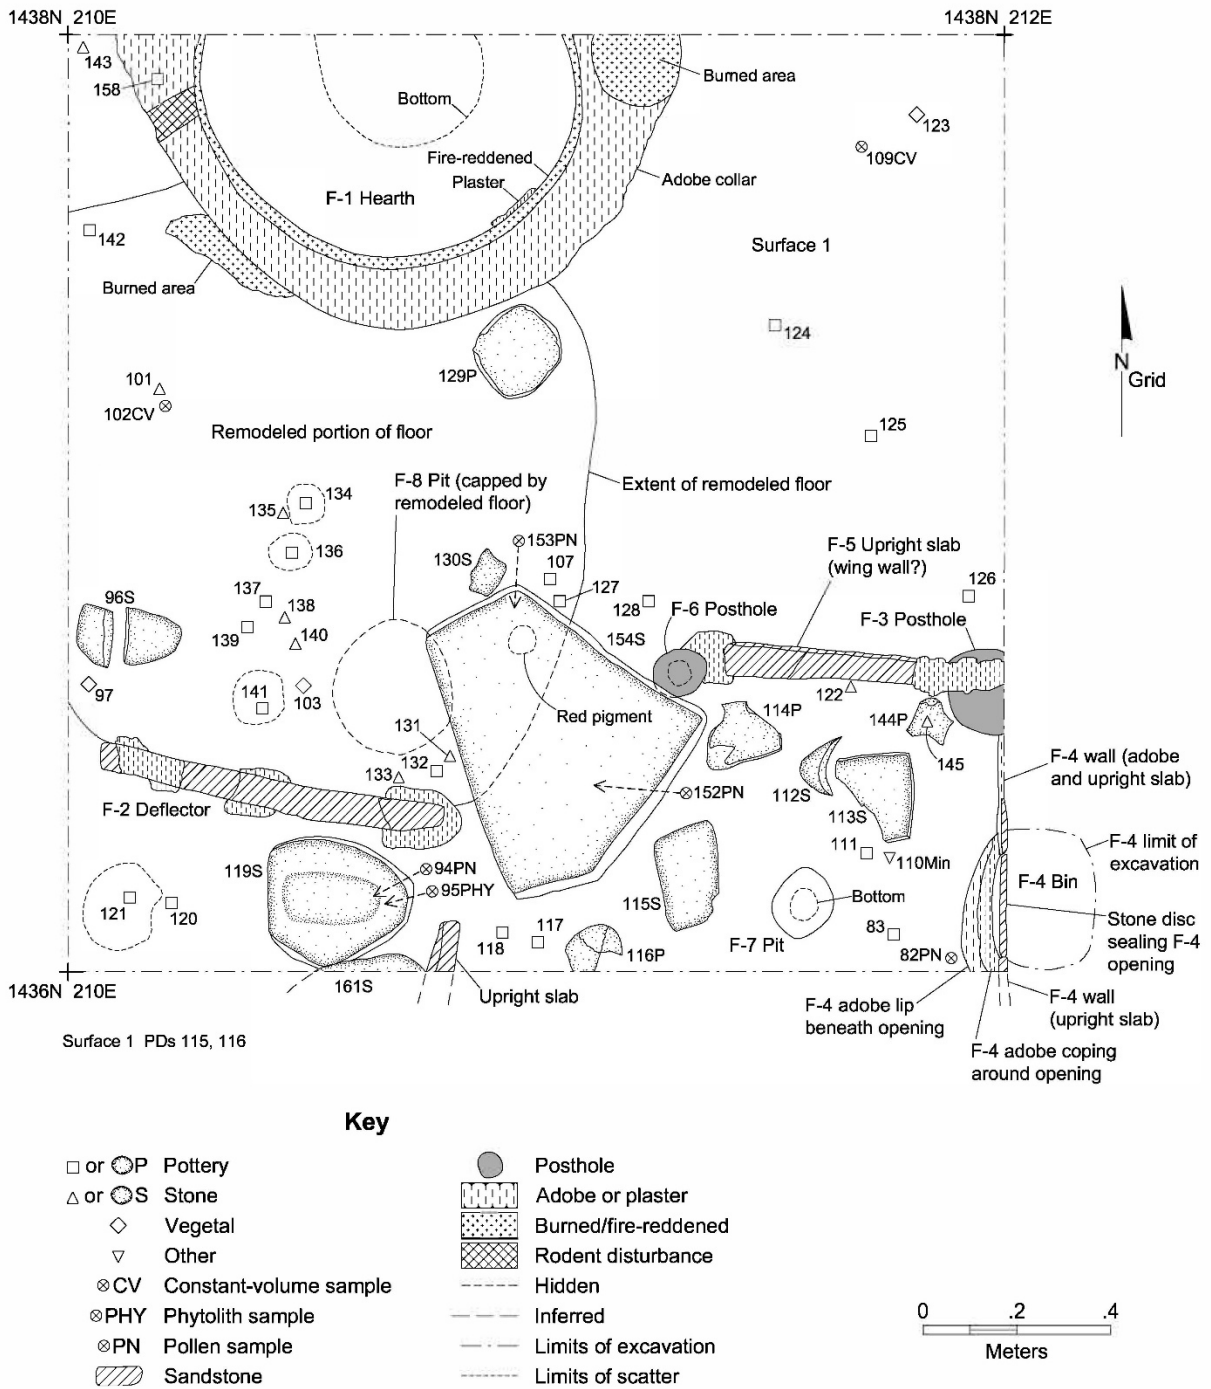 1438N 210E
1438N 212E
143
158
Burned area
Bottom
123
109CV
Fire-reddened
Plaster
Adobe collar
F-1 Hearth
142
Surface 1
Burned area
124
129P
N
Grid
101
102CV
125
Remodeled portion of floor
F-8 Pit (capped by
remodeled floor)
Extent of remodeled floor
134
135
136
153PN
130S
107
127
F-5 Upright slab
(wing wall?)
126
137
138
96S
128
F-6 Posthole
F-3 Posthole
139
140
154S
97
141
103
Red pigment
122
114P
144P
145
131
132
133
F-4 wall (adobe
and upright slab)
F-2 Deflector
152PN
112S
113S
111
110Min
F-4 limit of
excavation
119S
94PN
95PHY
F-4 Bin
121
120
115S
Bottom
118
117
116P
F-7 Pit
83
82PN
Stone disc
sealing F-4
opening
1436N 210E
161S
Upright slab
F-4 adobe lip
beneath opening
F-4 wall
(upright slab)
Surface 1 PDs 115, 116
F-4 adobe coping
around opening
Key
or P Pottery
or S Stone
Vegetal
Other
CV Constant-volume sample
PHY Phytolith sample
PN Pollen sample
Sandstone
Posthole
Adobe or plaster
Burned/fire-reddened
Rodent disturbance
Hidden
Inferred
Limits of excavation
Limits of scatter
0 .2 .4
Meters